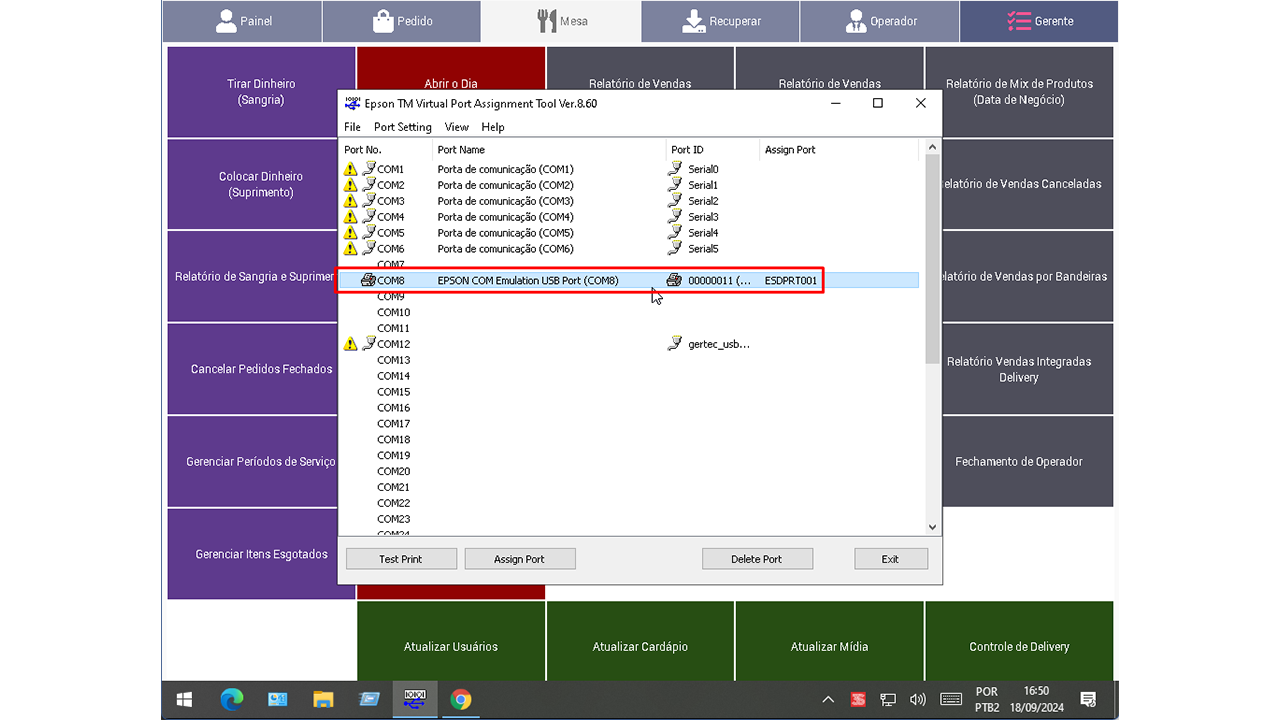 Painel
Pedido
Mesa
Recuperar
Operador
Gerente
Tirar Dinheiro
(Sangria)
Abrir o Dia
Relatório de Vendas
Relatório de Vendas
Relatório de Mix de Produtos
(Data de Negócio)
Colocar Dinheiro
(Suprimento)
elatório de Vendas Canceladas
Relatório de Sangria e Suprimen
elatório de Vendas por Bandeiras
Cancelar Pedidos Fechados
Relatório Vendas Integradas
Delivery
Gerenciar Períodos de Serviço
Fechamento de Operador
Gerenciar Itens Esgotados
Epson TM Virtual Port Assignment Tool Ver.8.60
File Port Setting View Help
Port No. Port Name Port ID Assign Port
COM1 Porta de comunicação (COM1) Serial0
COM2 Porta de comunicação (COM2) Serial1
COM3 Porta de comunicação (COM3) Serial2
COM4 Porta de comunicação (COM4) Serial3
COM5 Porta de comunicação (COM5) Serial4
COM6 Porta de comunicação (COM6) Serial5
COM7
COM8 EPSON COM Emulation USB Port (COM8) 00000011 (... ESDPRT001
COM9
COM10
COM11
COM12 gertec_usb...
COM13
COM14
COM15
COM16
COM17
COM18
COM19
COM20
COM21
COM22
COM23
COM24
Test Print
Assign Port
Delete Port
Exit
Atualizar Usuários
Atualizar Cardápio
Atualizar Mídia
Controle de Delivery
POR
PTB2
16:50
18/09/2024